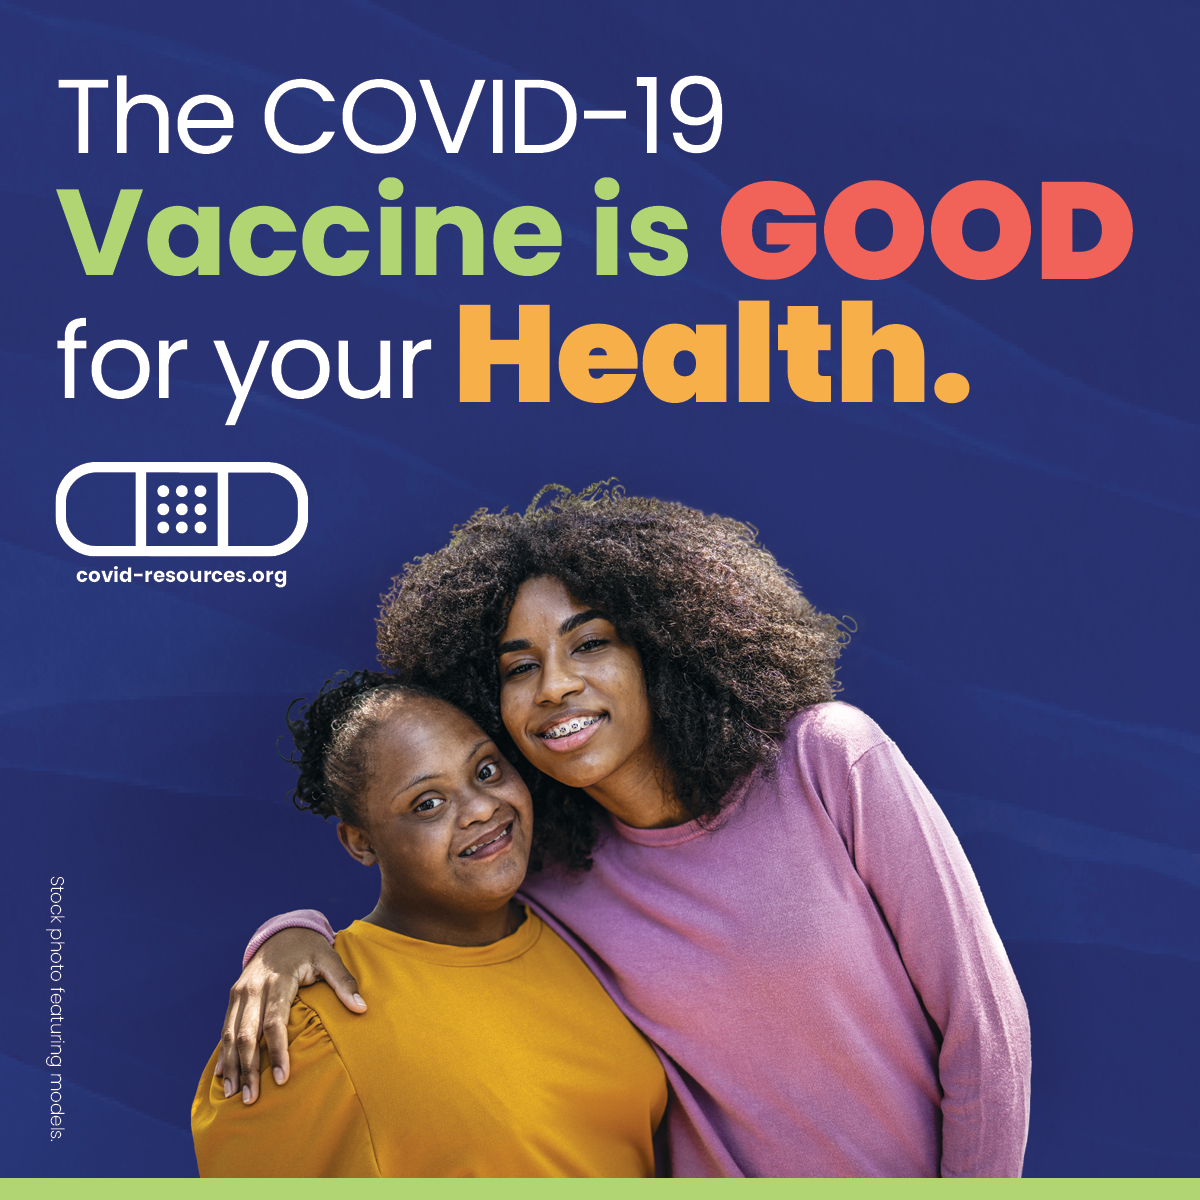 The COVID-19
Vaccine is GOOD
for your Health.
covid-resources.org
Stock photo featuring models.